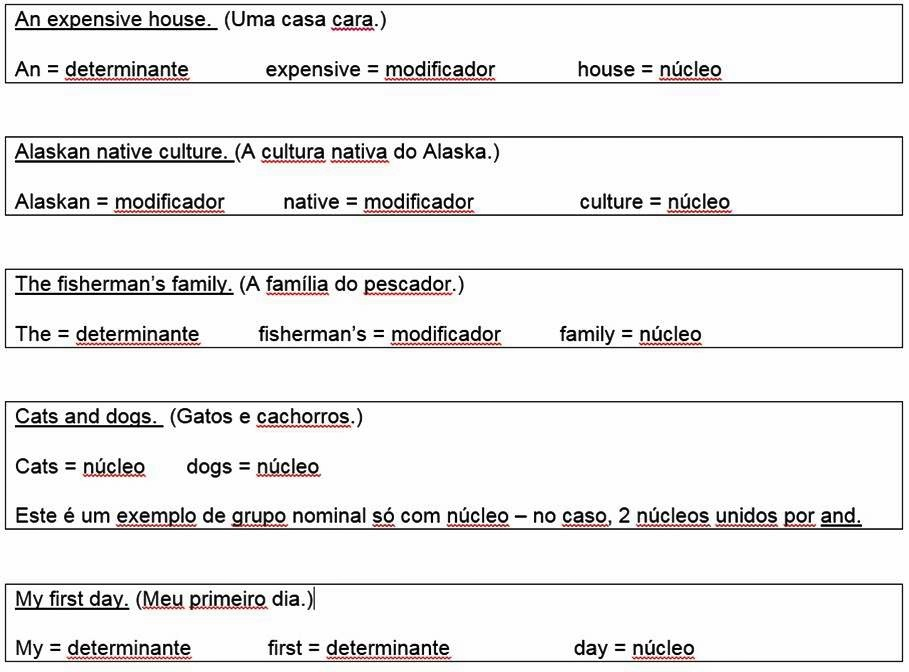 An expensive house. (Uma casa cara.)
An = determinante expensive = modificador house = núcleo
Alaskan native culture. (A cultura nativa do Alaska.)
Alaskan = modificador native = modificador culture = núcleo
The fisherman’s family. (A família do pescador.)
The = determinante fisherman’s = modificador family = núcleo
Cats and dogs. (Gatos e cachorros.)
Cats = núcleo dogs = núcleo
Este é um exemplo de grupo nominal só com núcleo – no caso, 2 núcleos unidos por and.
My first day. (Meu primeiro dia.)
My = determinante first = determinante day = núcleo